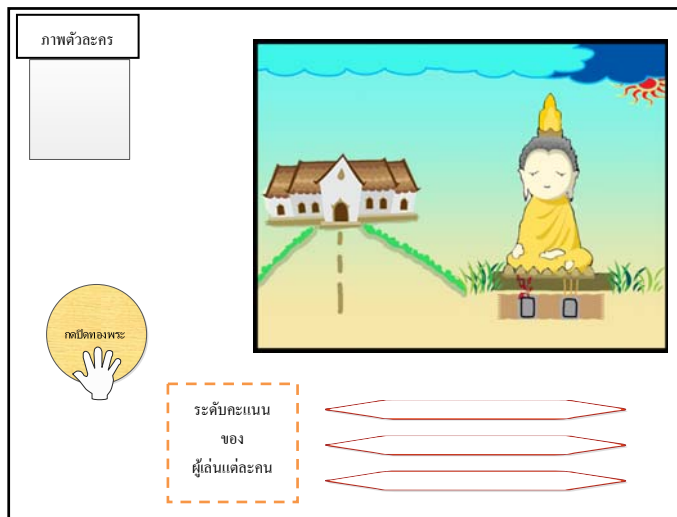 ภาพตัวละคร
กดปิดทองพระ
ระดับคะแนน
ของ
ผู้เล่นแต่ละคน